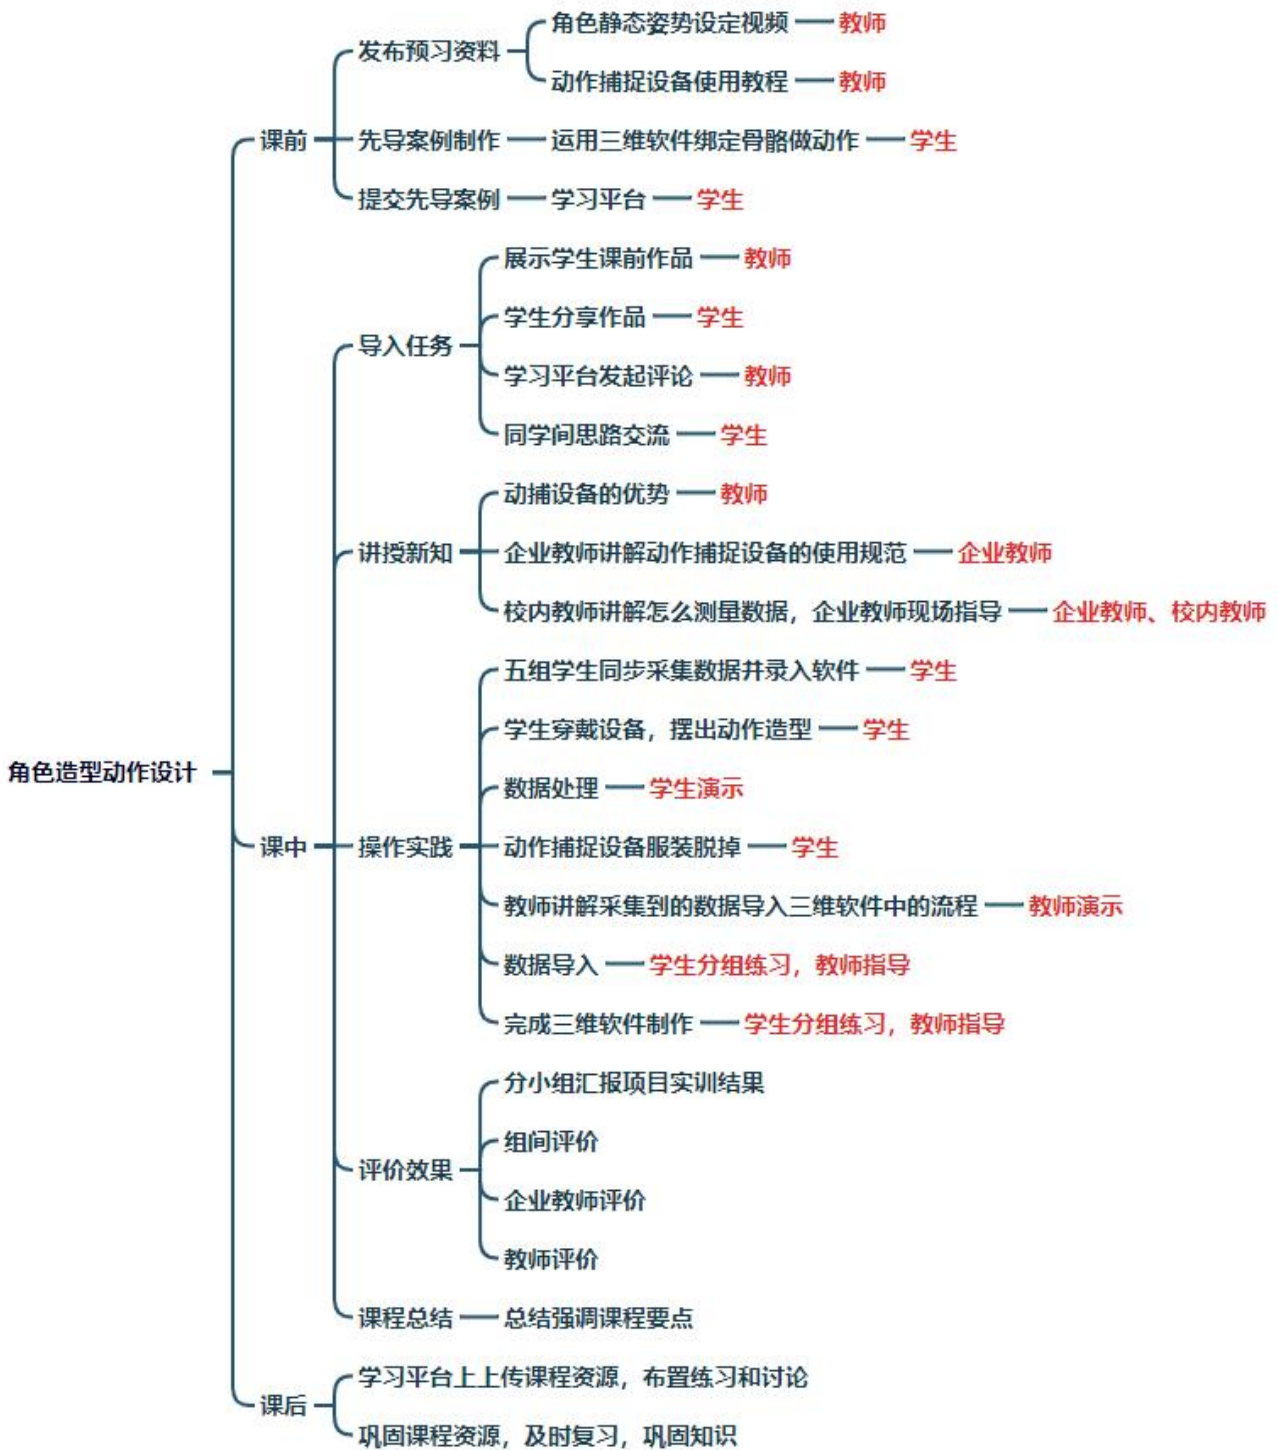 角色造型动作设计
课前
发布预习资料
角色静态姿势设定视频 教师
动作捕捉设备使用教程 教师
先导案例制作 运用三维软件绑定骨骼做动作 学生
提交先导案例 学习平台 学生
课中
导入任务
展示学生课前作品 教师
学生分享作品 学生
学习平台发起评论 教师
同学间思路交流 学生
讲授新知
动捕设备的优势 教师
企业教师讲解动作捕捉设备的使用规范 企业教师
校内教师讲解怎么测量数据，企业教师现场指导 企业教师、校内教师
操作实践
五组学生同步采集数据并录入软件 学生
学生穿戴设备，摆出动作造型 学生
数据处理 学生演示
动作捕捉设备服装脱掉 学生
教师讲解采集到的数据导入三维软件中的流程 教师演示
数据导入 学生分组练习，教师指导
完成三维软件制作 学生分组练习，教师指导
评价效果
分小组汇报项目实训结果
组间评价
企业教师评价
教师评价
课程总结 总结强调课程要点
课后
学习平台上上传课程资源，布置练习和讨论
巩固课程资源，及时复习，巩固知识